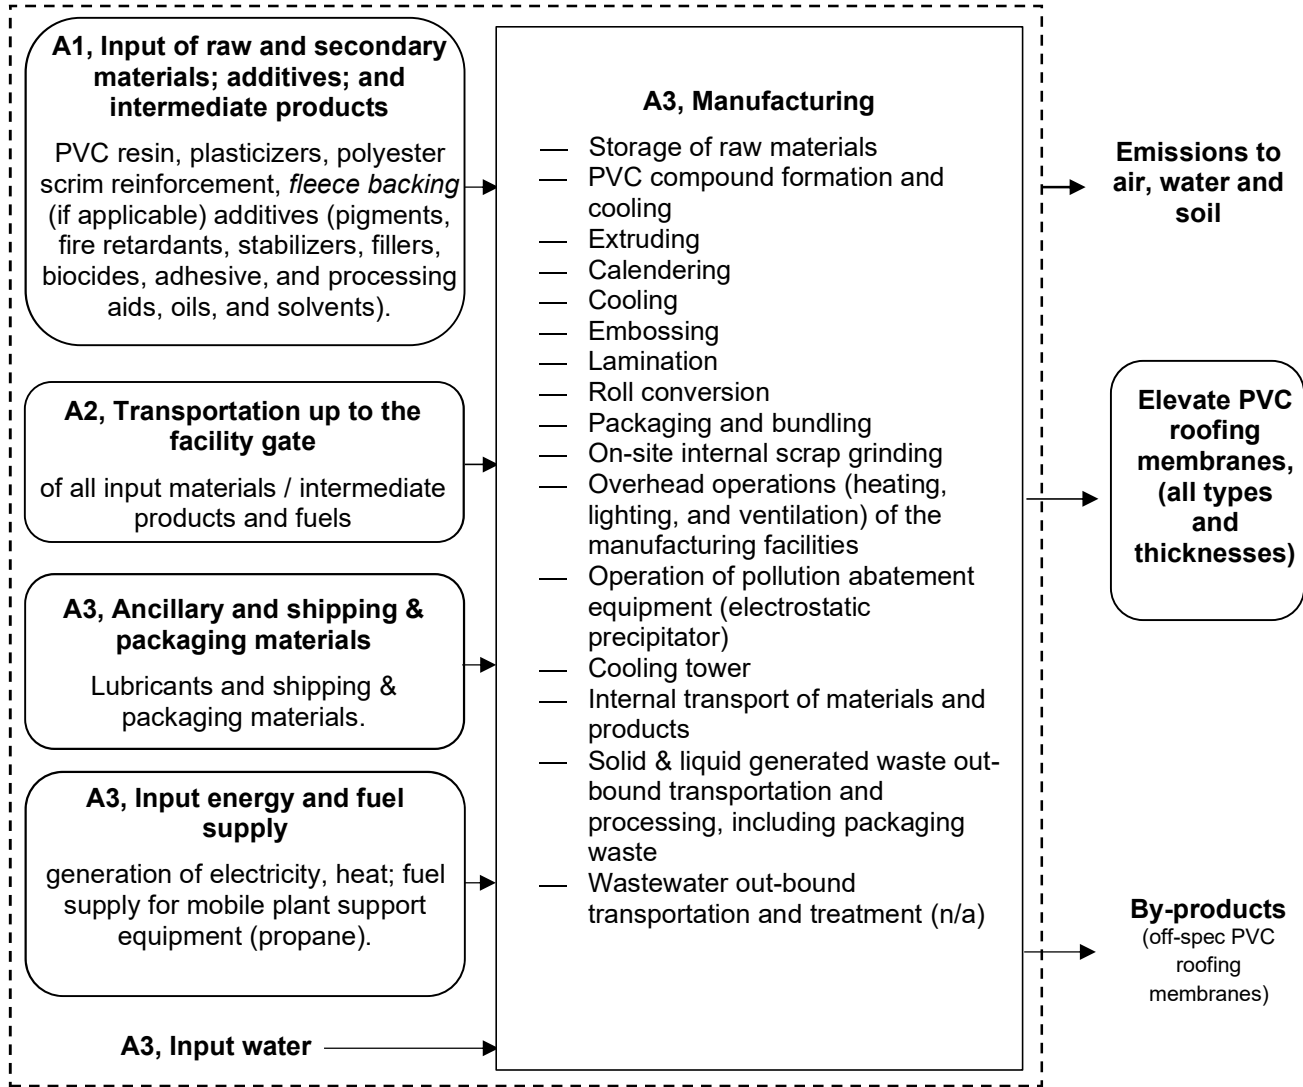 A1, Input of raw and secondary
materials; additives; and
intermediate products
PVC resin, plasticizers, polyester
scrim reinforcement, fleece backing
(if applicable) additives (pigments,
fire retardants, stabilizers, fillers,
biocides, adhesive, and processing
aids, oils, and solvents).
A2, Transportation up to the
facility gate
of all input materials / intermediate
products and fuels
A3, Ancillary and shipping &
packaging materials
Lubricants and shipping &
packaging materials.
A3, Input energy and fuel
supply
generation of electricity, heat; fuel
supply for mobile plant support
equipment (propane).
A3, Input water
A3, Manufacturing
— Storage of raw materials
— PVC compound formation and
cooling
— Extruding
— Calendering
— Cooling
— Embossing
— Lamination
— Roll conversion
— Packaging and bundling
— On-site internal scrap grinding
— Overhead operations (heating,
lighting, and ventilation) of the
manufacturing facilities
— Operation of pollution abatement
equipment (electrostatic
precipitator)
— Cooling tower
— Internal transport of materials and
products
— Solid & liquid generated waste out-
bound transportation and
processing, including packaging
waste
— Wastewater out-bound
transportation and treatment (n/a)
Emissions to
air, water and
soil
Elevate PVC
roofing
membranes,
(all types
and
thicknesses)
By-products
(off-spec PVC
roofing
membranes)